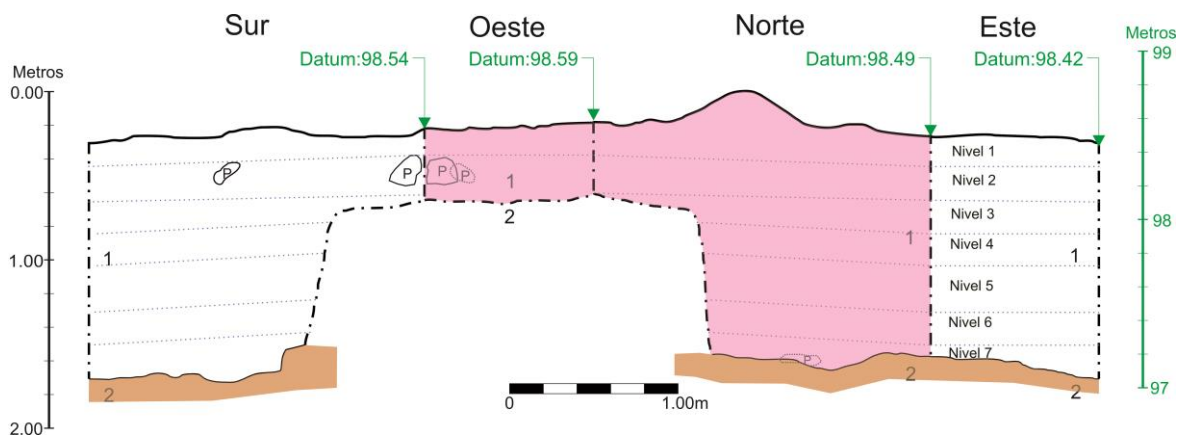 Sur
Oeste
Norte
Este
Metros
Datum:98.54
Datum:98.59
Datum:98.49
Datum:98.42
Metros
0.00
1.00
2.00
99
98
97
Nivel 1
Nivel 2
Nivel 3
Nivel 4
Nivel 5
Nivel 6
Nivel 7
P
P
P
P
P
1
1
1
1
2
2
2
2
0
1.00m